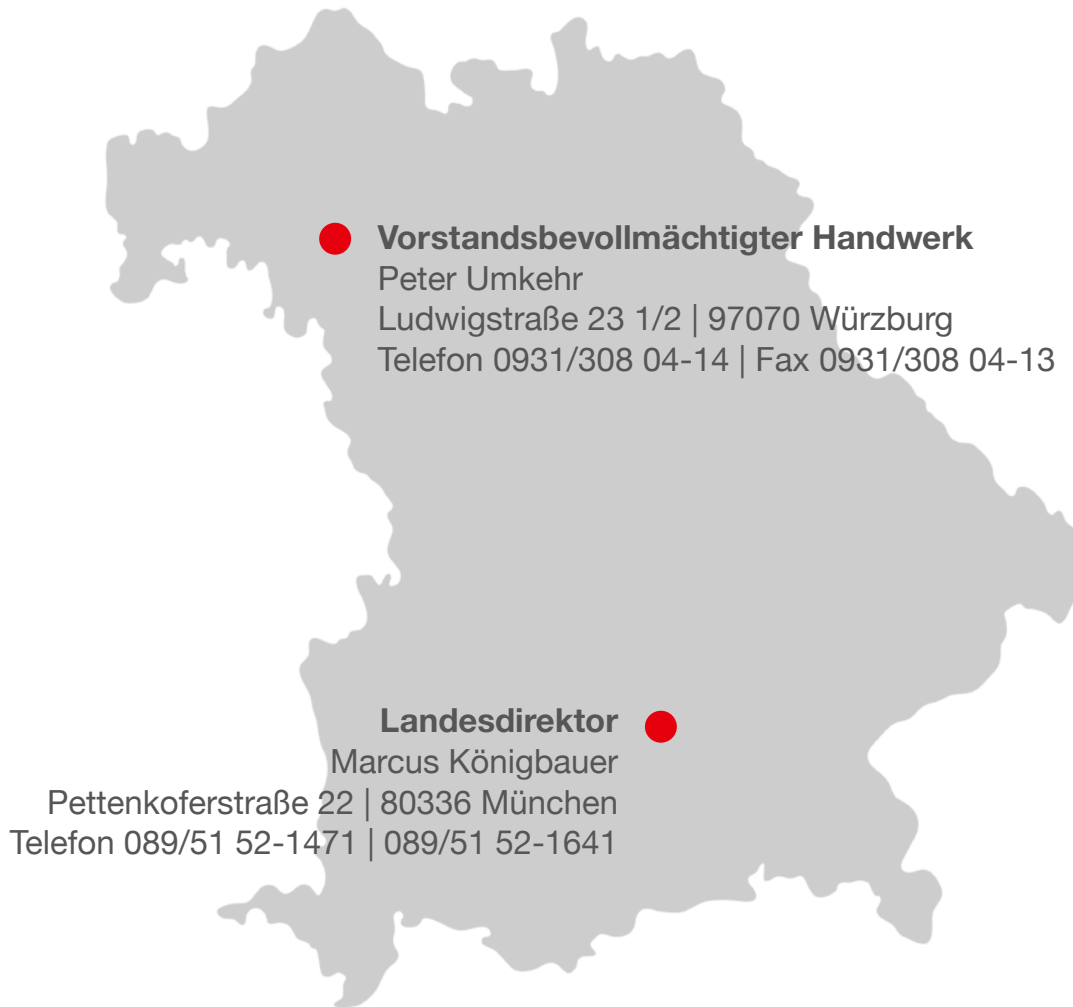 Vorstandsbevollmächtigter Handwerk
Peter Umkehr
Ludwigstraße 23 1/2 | 97070 Würzburg
Telefon 0931/308 04-14 | Fax 0931/308 04-13
Landesdirektor
Marcus Königbauer
Pettenkoferstraße 22 | 80336 München
Telefon 089/51 52-1471 | 089/51 52-1641